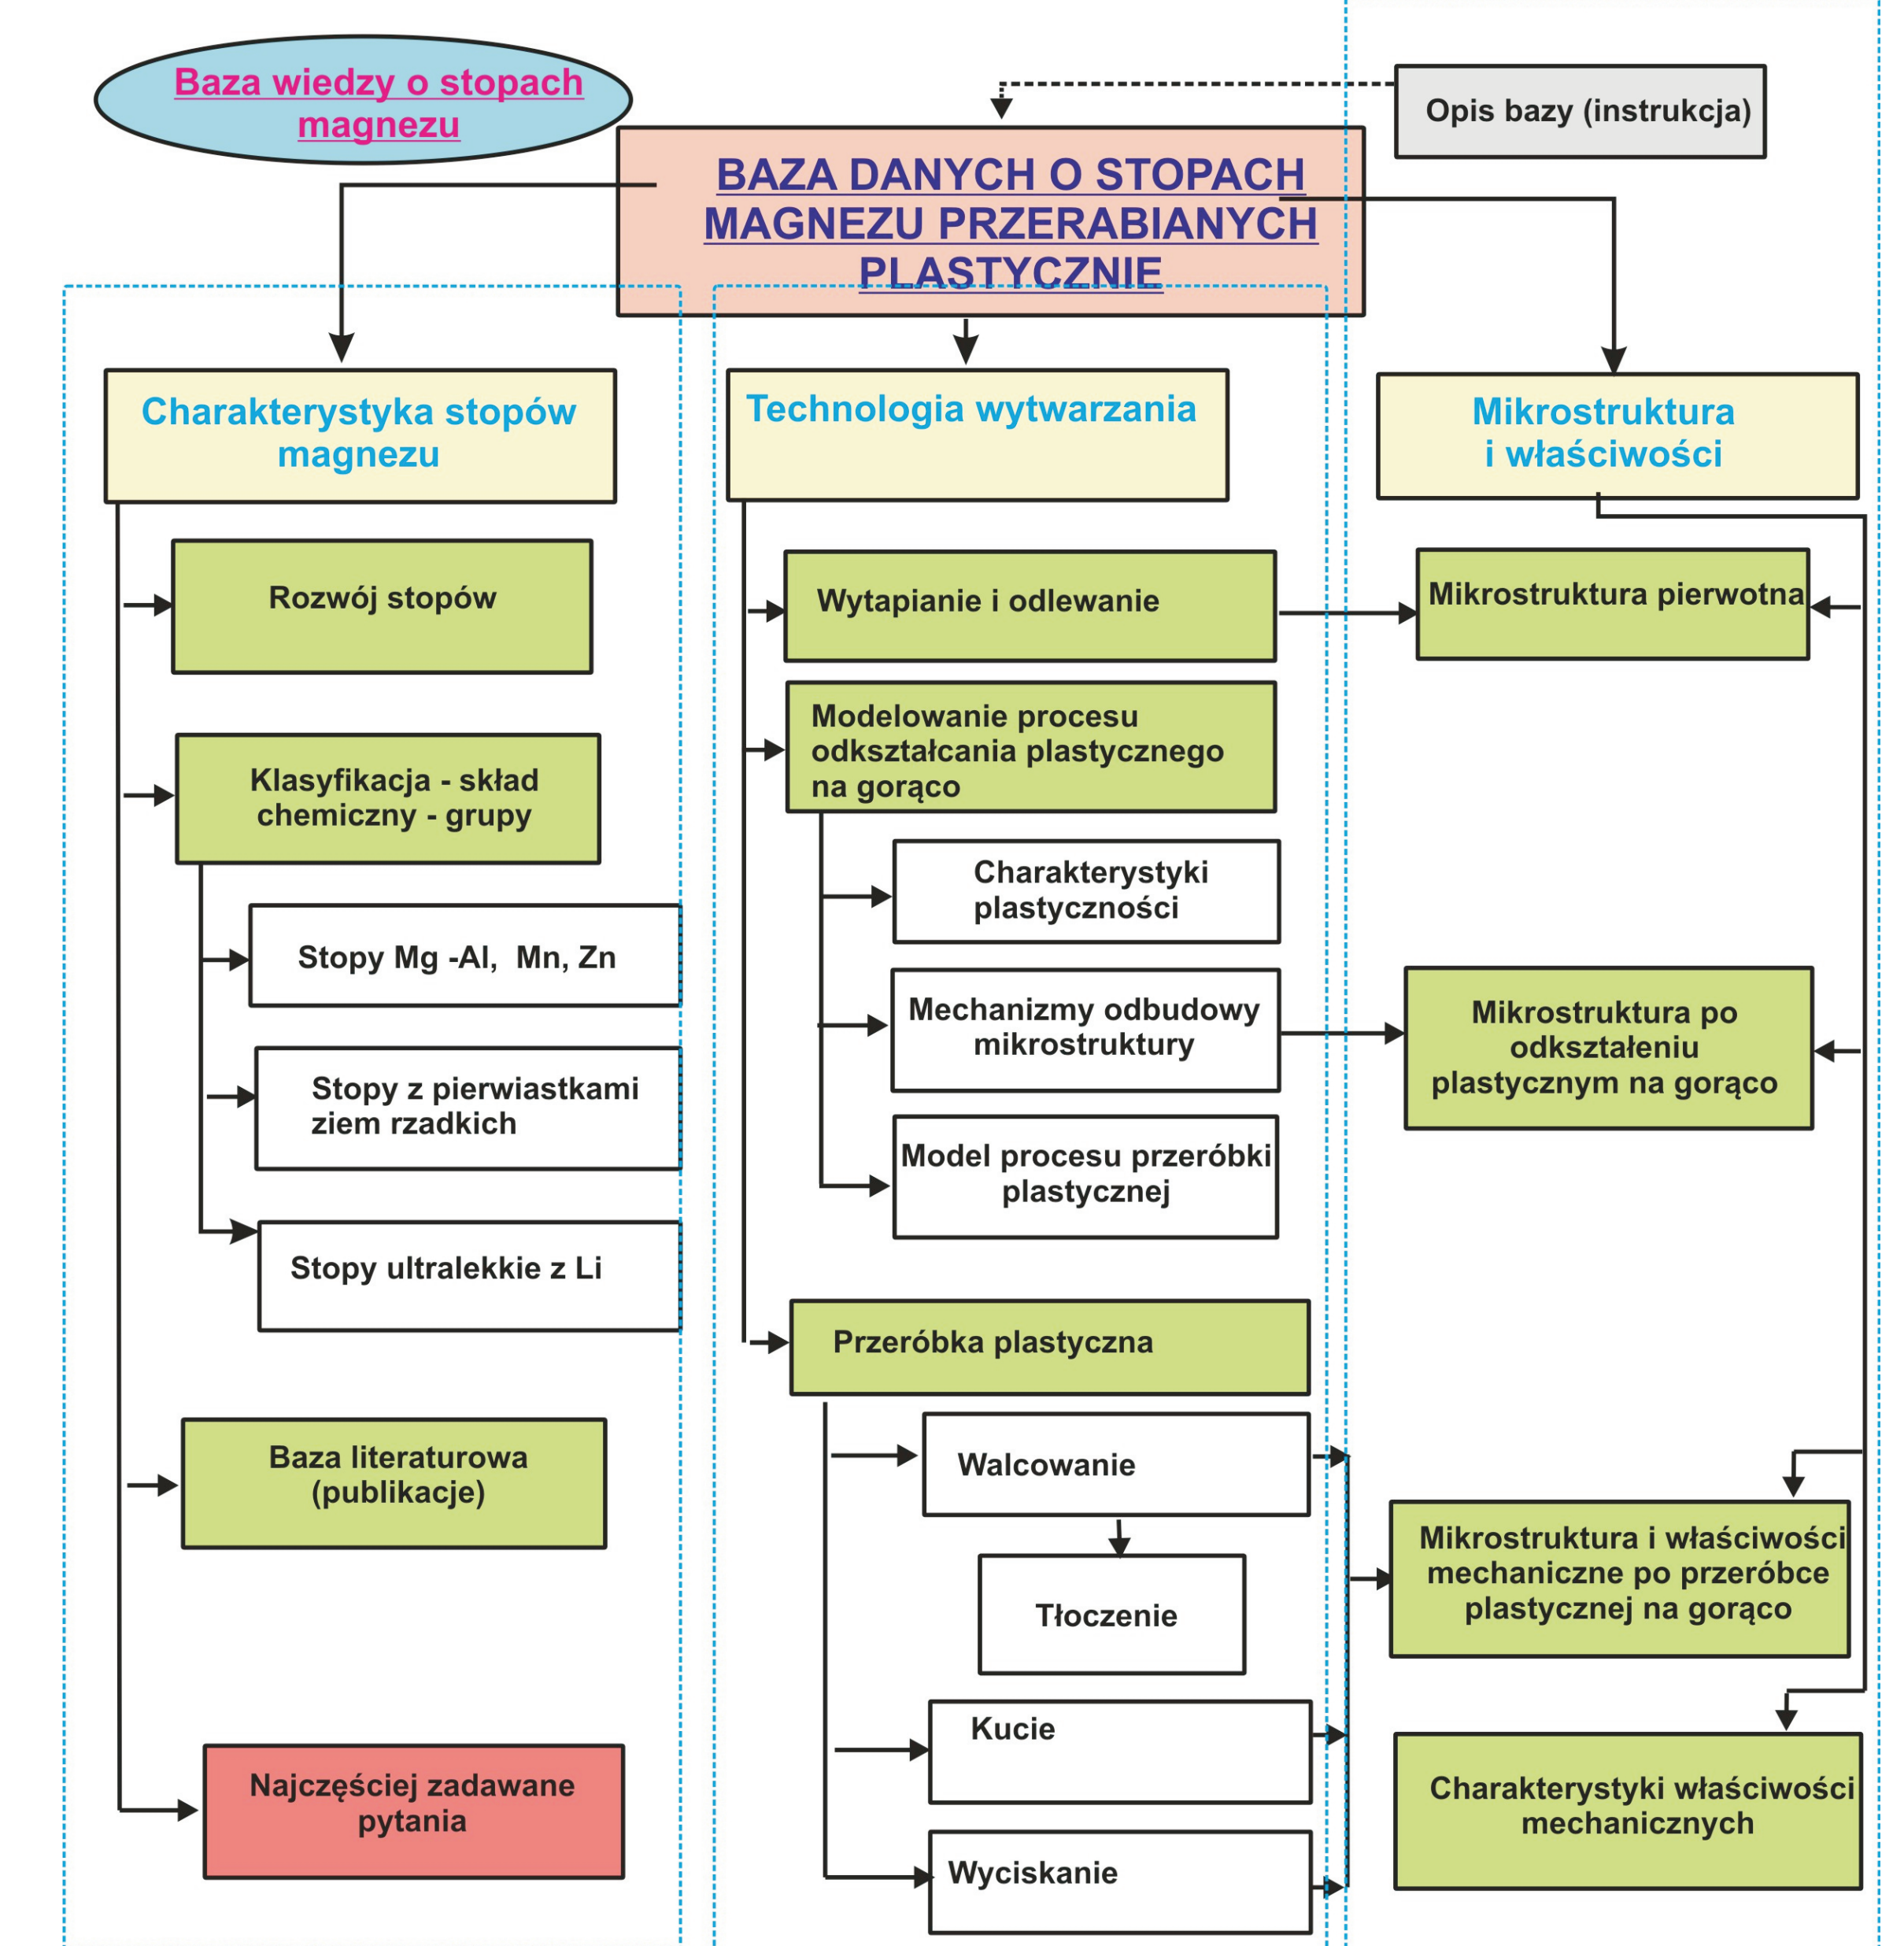 Baza wiedzy o stopach
magnezu
Opis bazy (instrukcja)
BAZA DANYCH O STOPACH
MAGNEZU PRZERABIANYCH
PLASTYCZNIE
Charakterystyka stopów
magnezu
Rozwój stopów
Klasyfikacja - skład
chemiczny - grupy
Stopy Mg -Al,  Mn, Zn
Stopy z pierwiastkami
ziem rzadkich
Stopy ultralekkie z Li
Baza literaturowa
(publikacje)
Najczęściej zadawane
pytania
Technologia wytwarzania
Wytapianie i odlewanie
Modelowanie procesu
odkształcania plastycznego
na gorąco
Charakterystyki
plastyczności
Mechanizmy odbudowy
mikrostruktury
Model procesu przeróbki
plastycznej
Przeróbka plastyczna
Walcowanie
Tłoczenie
Kucie
Wyciskanie
Mikrostruktura
i właściwości
Mikrostruktura pierwotna
Mikrostruktura po
odkształeniu
plastycznym na gorąco
Mikrostruktura i właściwości
mechaniczne po przeróbce
plastycznej na gorąco
Charakterystyki właściwości
mechanicznych